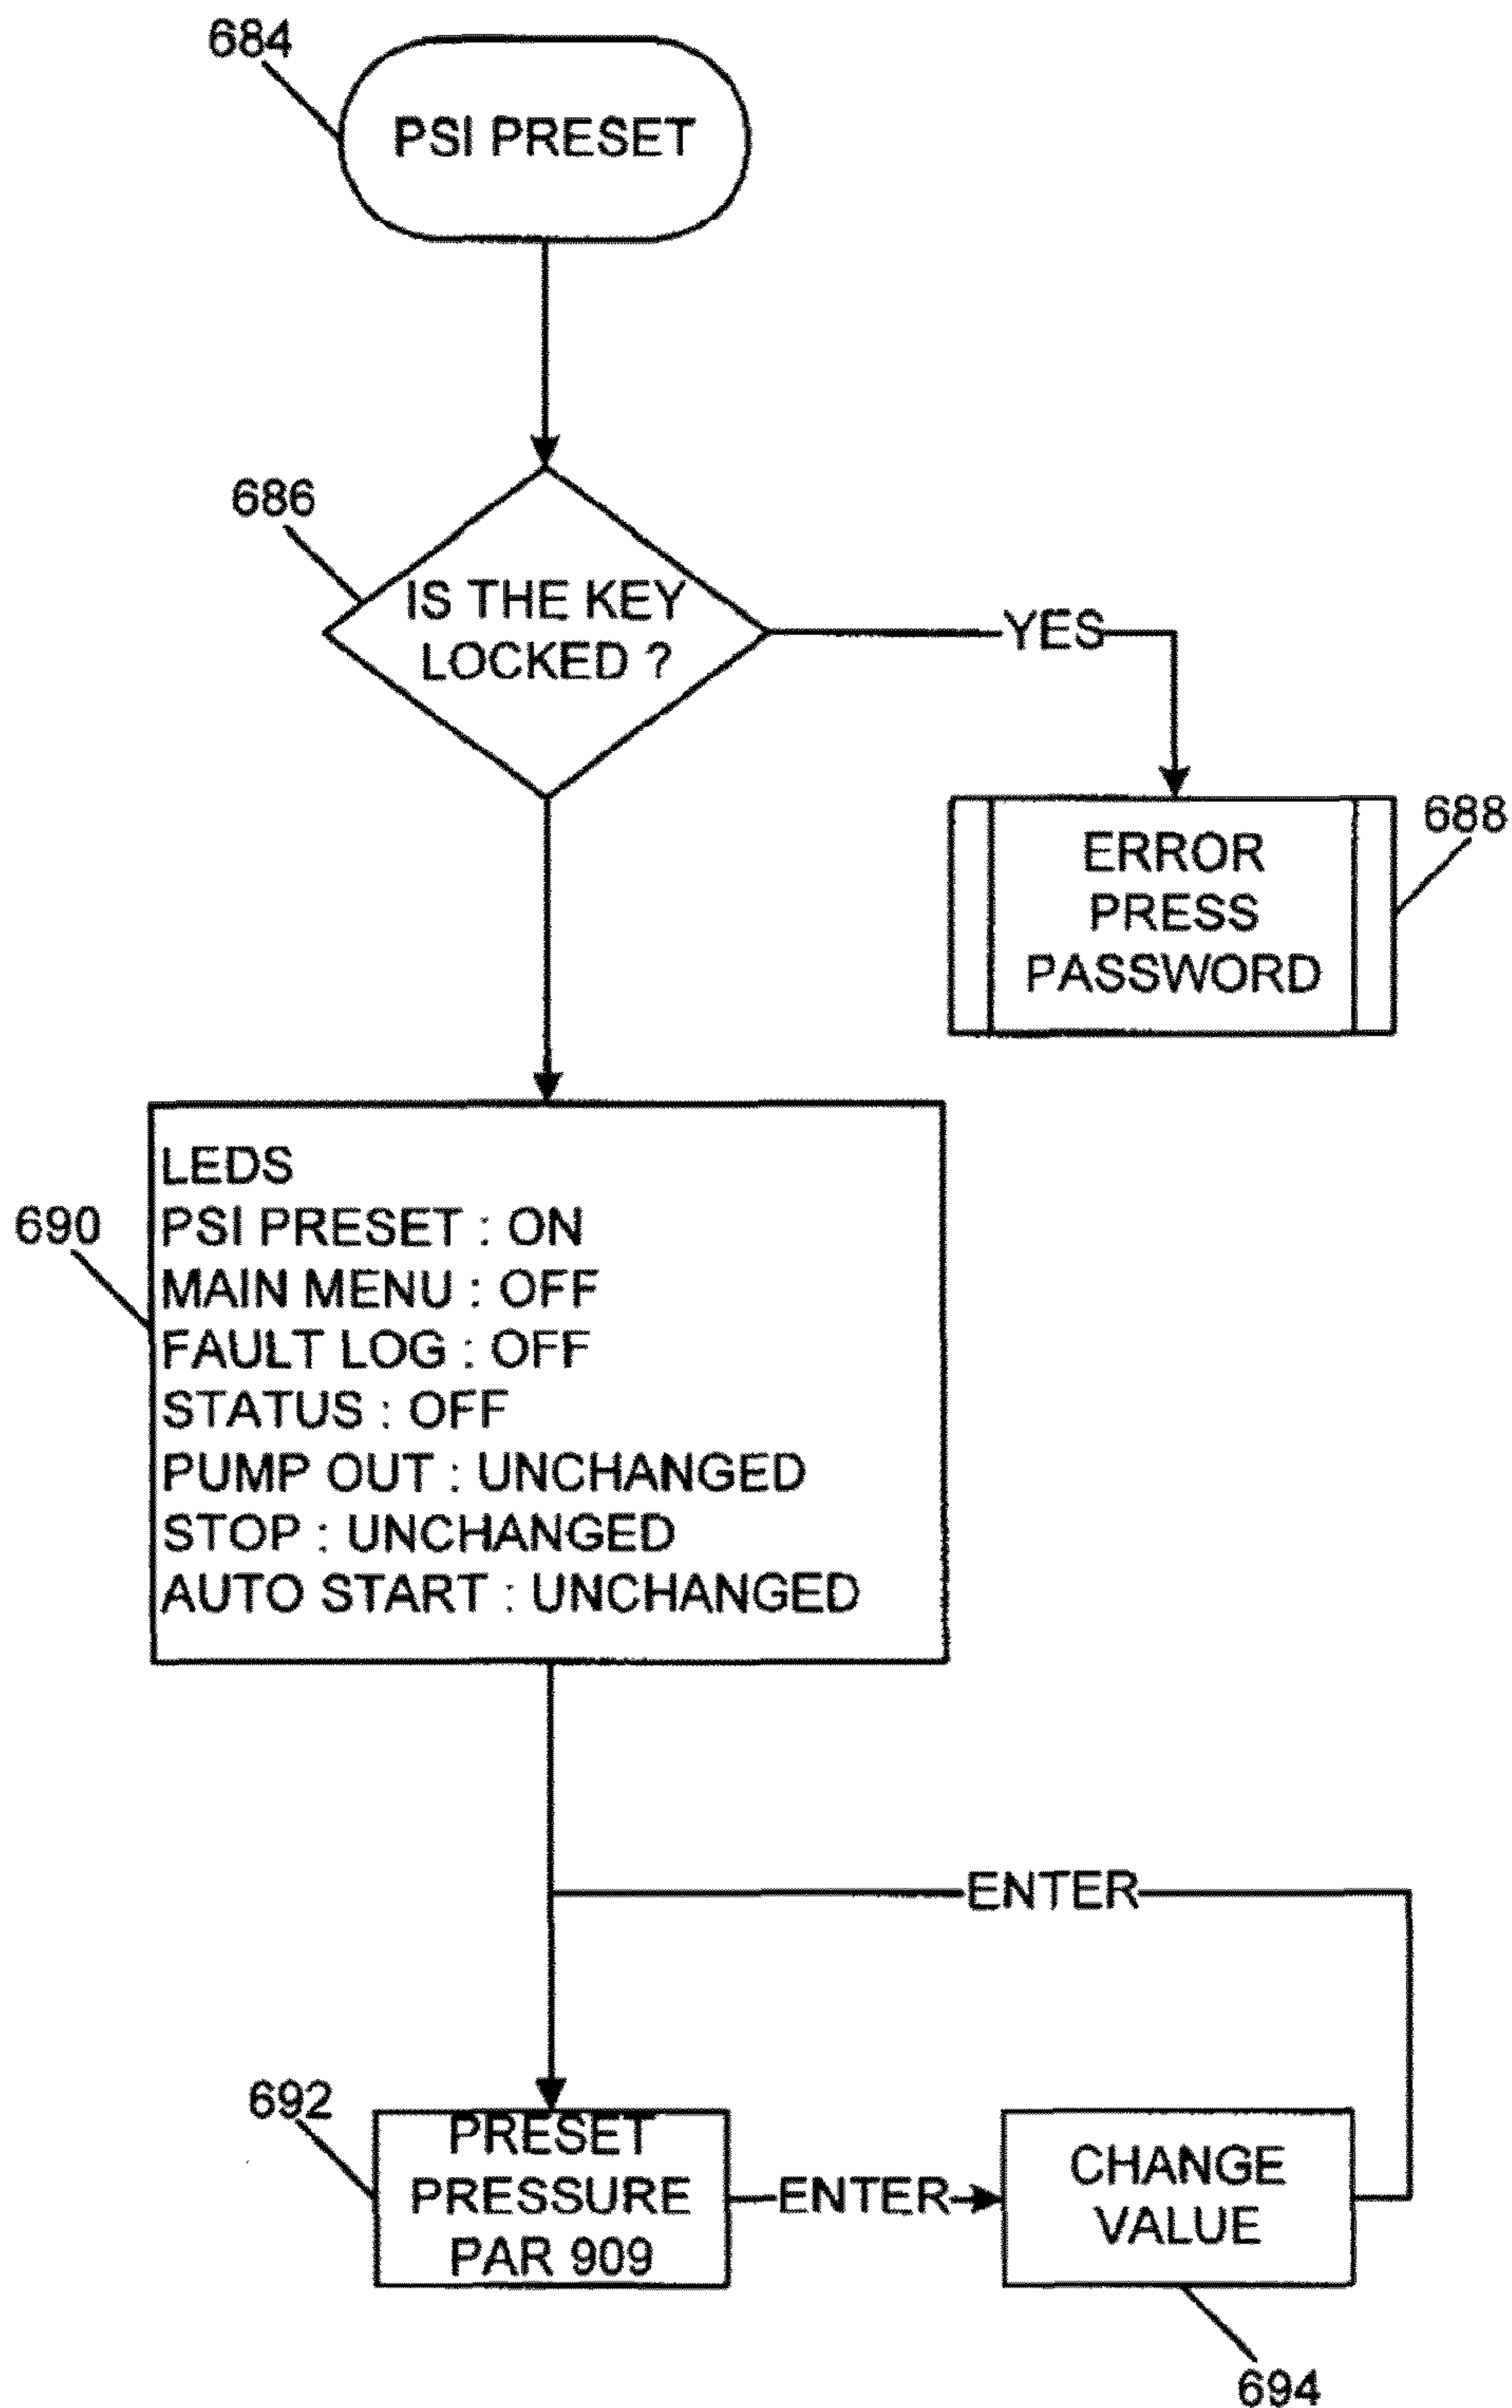 684
PSI PRESET
686
IS THE KEY
LOCKED ?
YES
ERROR
PRESS
PASSWORD
688
690
LEDS
PSI PRESET : ON
MAIN MENU : OFF
FAULT LOG : OFF
STATUS : OFF
PUMP OUT : UNCHANGED
STOP : UNCHANGED
AUTO START : UNCHANGED
ENTER
692
PRESET
PRESSURE
PAR 909
ENTER
CHANGE
VALUE
694